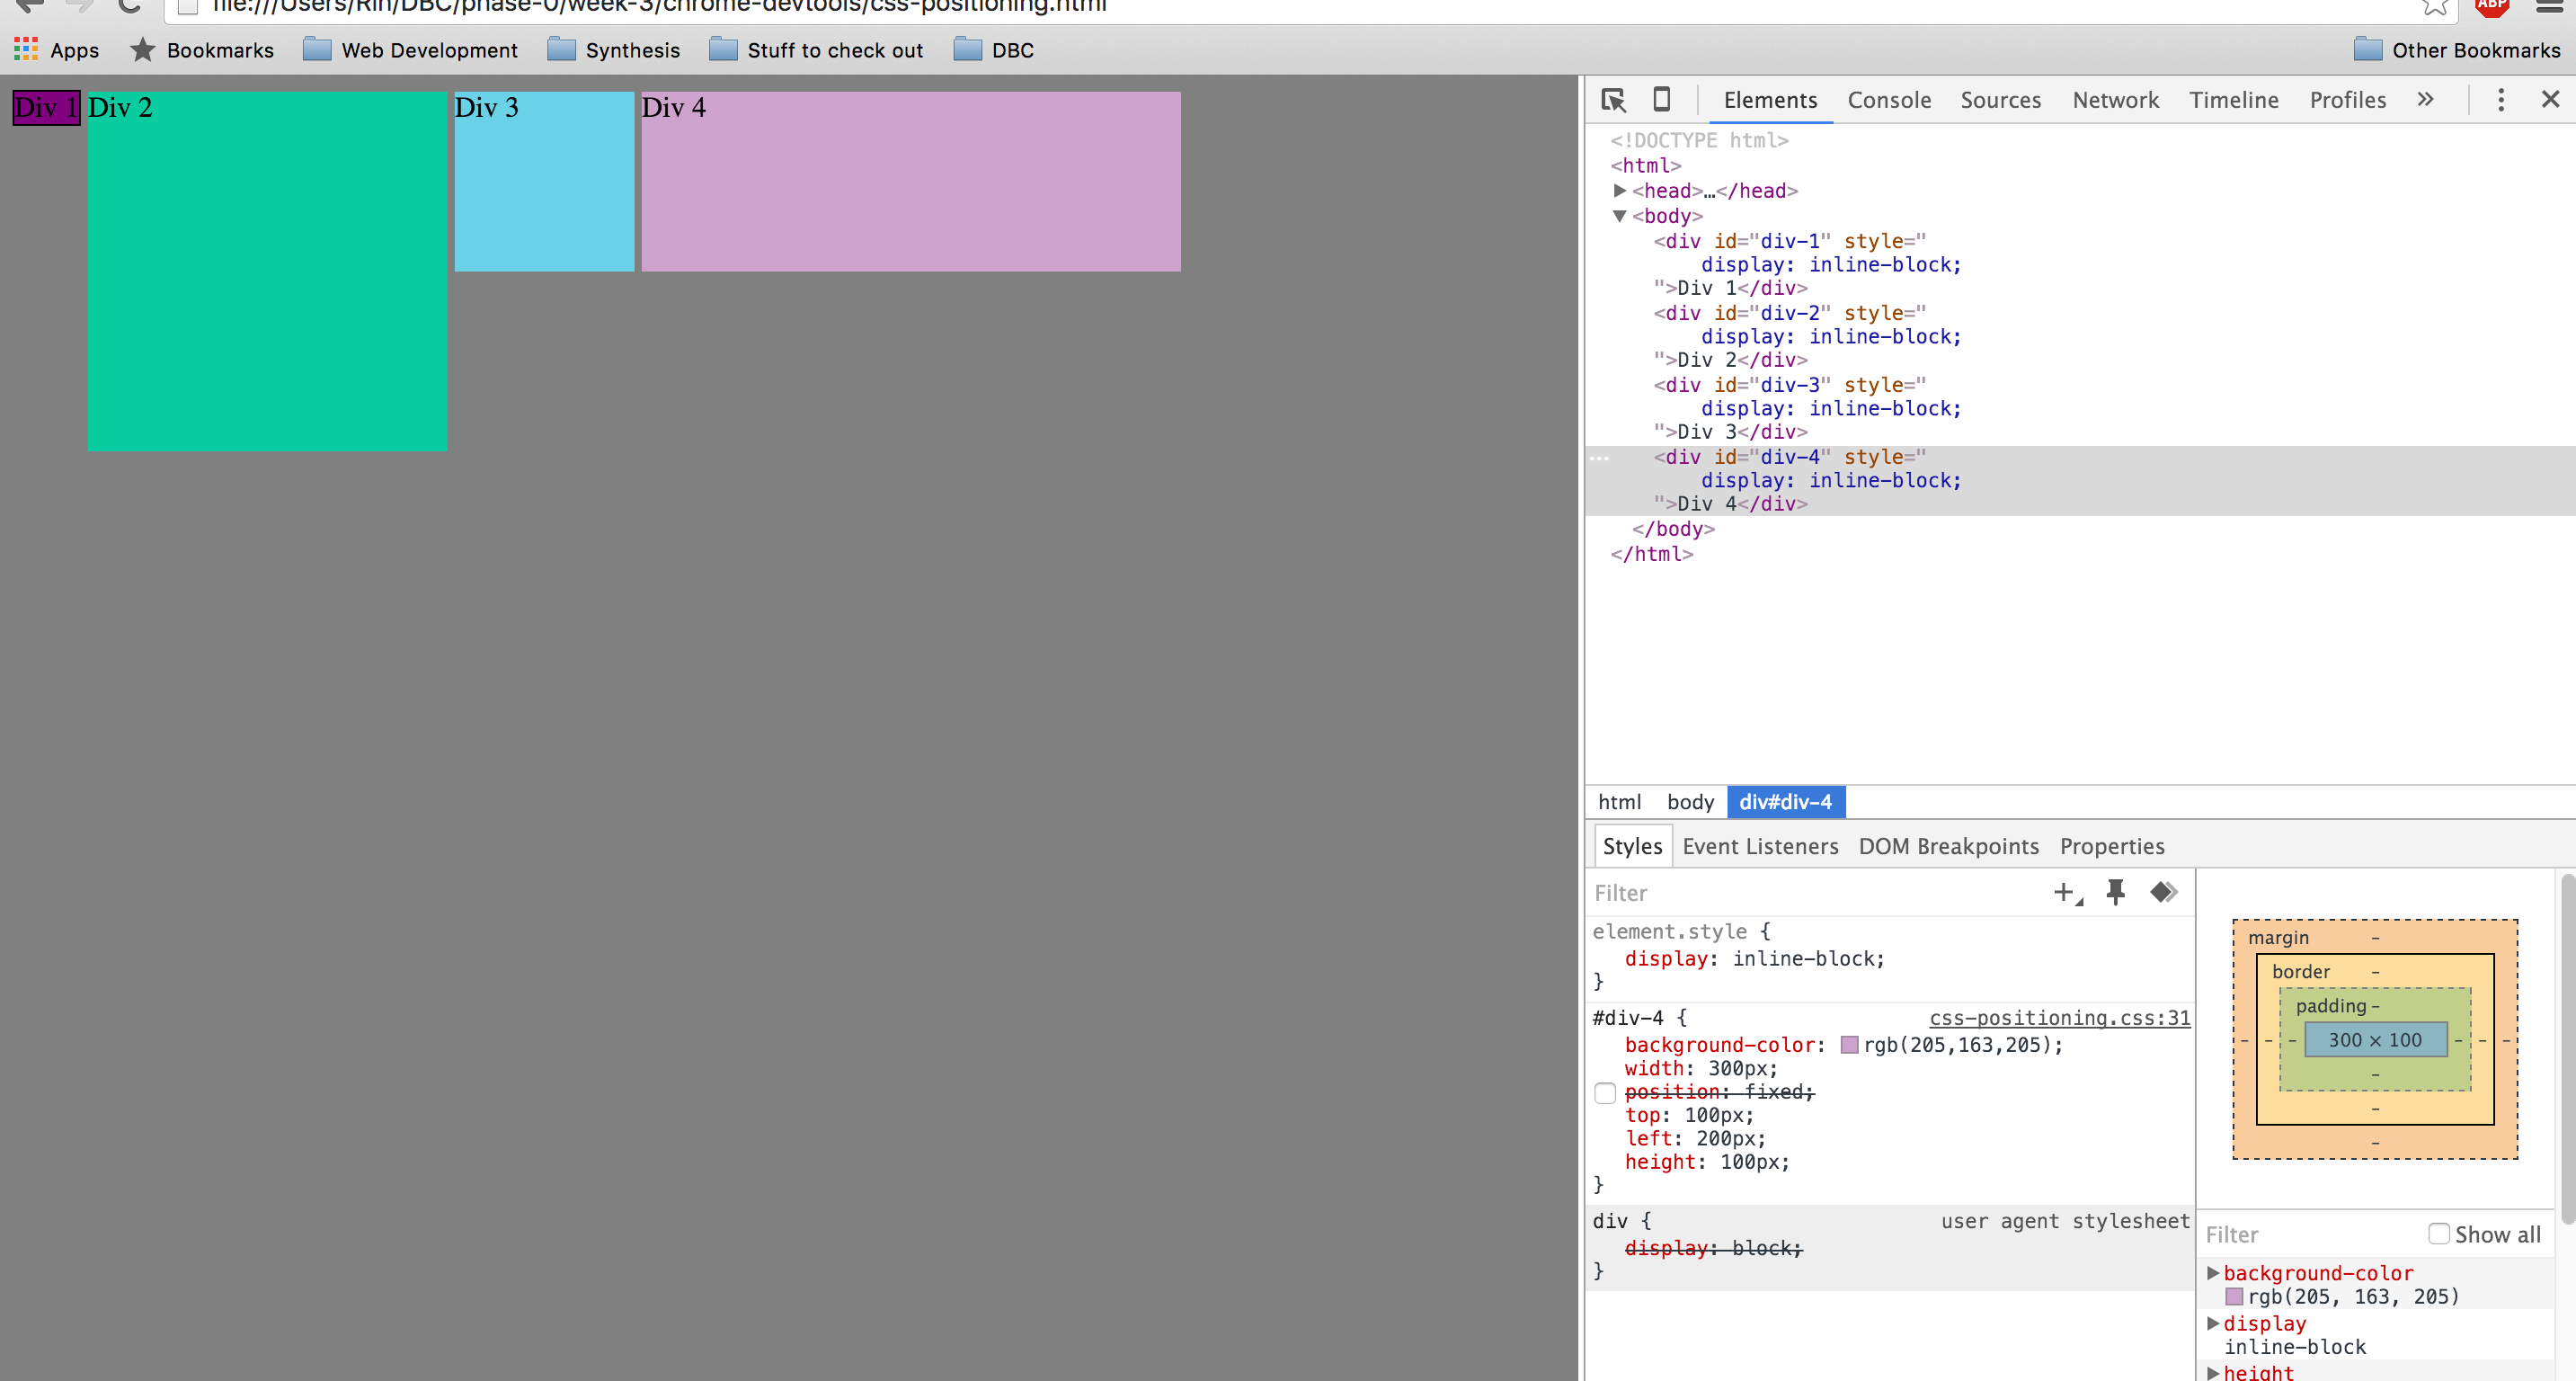 file:///Users/Rin/DBC/phase-0/week-3/chrome-devtools/css-positioning.html
ABP
Apps Bookmarks Web Development Synthesis Stuff to check out DBC Other Bookmarks
Div 1 Div 2 Div 3 Div 4
Elements Console Sources Network Timeline Profiles »
<!DOCTYPE html>
<html>
<head>…</head>
<body>
<div id="div-1" style="
display: inline-block;
">Div 1</div>
<div id="div-2" style="
display: inline-block;
">Div 2</div>
<div id="div-3" style="
display: inline-block;
">Div 3</div>
<div id="div-4" style="
display: inline-block;
">Div 4</div>
</body>
</html>
html body div#div-4
Styles Event Listeners DOM Breakpoints Properties
Filter
element.style {
display: inline-block;
}
#div-4 { css-positioning.css:31
background-color: rgb(205,163,205);
width: 300px;
position: fixed;
top: 100px;
left: 200px;
height: 100px;
}
div { user agent stylesheet
display: block;
}
margin -
border -
padding -
- - - 300 × 100 - - -
-
-
-
Filter Show all
background-color
rgb(205, 163, 205)
display
inline-block
height